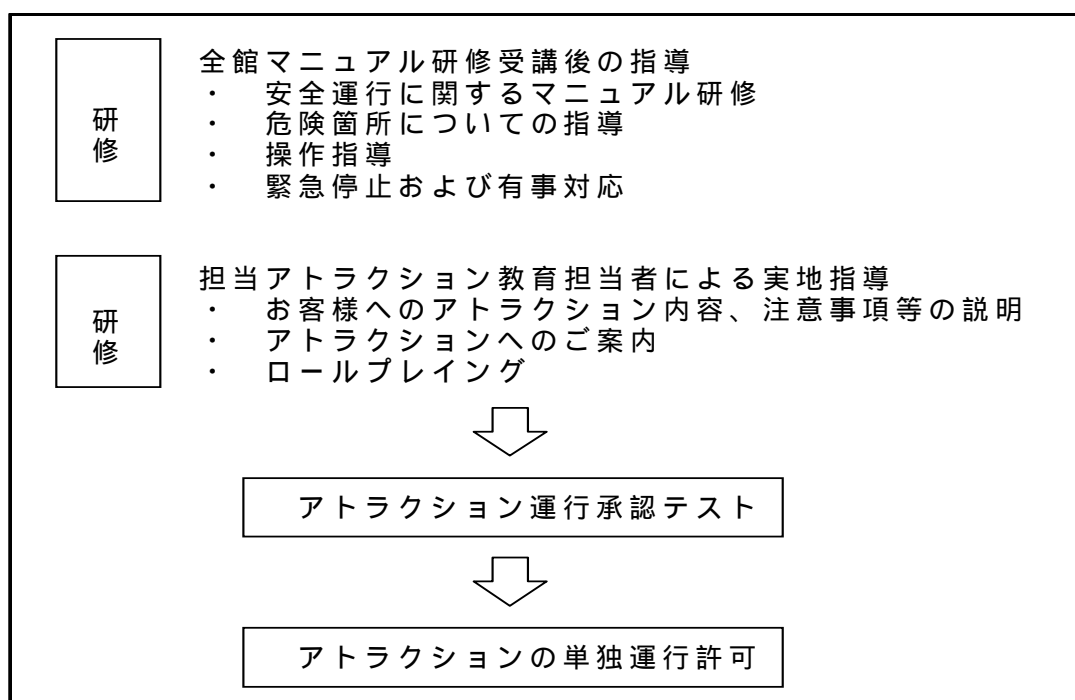 研修
全館マニュアル研修受講後の指導
・ 安全運行に関するマニュアル研修
・ 危険箇所についての指導
・ 操作指導
・ 緊急停止および有事対応
研修
担当アトラクション教育担当者による実地指導
・ お客様へのアトラクション内容、注意事項等の説明
・ アトラクションへのご案内
・ ロールプレイング
アトラクション運行承認テスト
アトラクションの単独運行許可